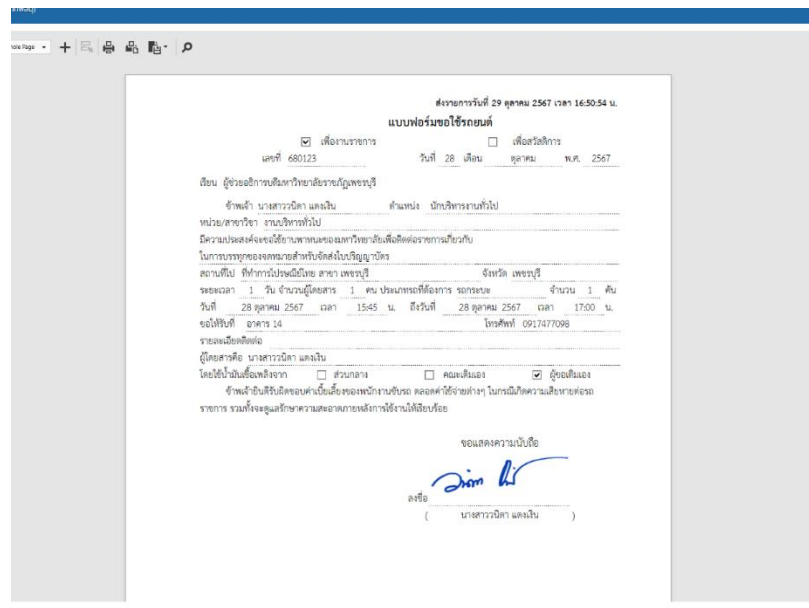 Whole Page
ส่งรายการวันที่ 29 ตุลาคม 2567 เวลา 16:50:54 น.
แบบฟอร์มขอใช้รถยนต์
เพื่องานราชการ เพื่อสวัสดิการ
เลขที่ 680123 วันที่ 28 เดือน ตุลาคม พ.ศ. 2567
เรียน ผู้ช่วยอธิการบดีมหาวิทยาลัยราชภัฏเพชรบุรี
ข้าพเจ้า นางสาววนิดา แดงเงิน ตำแหน่ง นักบริหารงานทั่วไป
หน่วย/สาขาวิชา งานบริหารทั่วไป
มีความประสงค์จะขอใช้ยานพาหนะของมหาวิทยาลัยเพื่อติดต่อราชการเกี่ยวกับ
ในการบรรทุกของจดหมายสำหรับจัดส่งใบปริญญาบัตร
สถานที่ไป ที่ทำการไปรษณีย์ไทย สาขา เพชรบุรี จังหวัด เพชรบุรี
ระยะเวลา 1 วัน จำนวนผู้โดยสาร 1 คน ประเภทรถที่ต้องการ รถกระบะ จำนวน 1 คัน
วันที่ 28 ตุลาคม 2567 เวลา 15:45 น. ถึงวันที่ 28 ตุลาคม 2567 เวลา 17:00 น.
ขอให้รับที่ อาคาร 14 โทรศัพท์ 0917477098
รายละเอียดติดต่อ
ผู้โดยสารคือ นางสาววนิดา แดงเงิน
โดยใช้น้ำมันเชื้อเพลิงจาก ส่วนกลาง คณะเติมเอง ผู้ขอเติมเอง
ข้าพเจ้ายินดีรับผิดชอบค่าเบี้ยเลี้ยงของพนักงานขับรถ ตลอดค่าใช้จ่ายต่างๆ ในกรณีเกิดความเสียหายต่อรถ
ราชการ รวมทั้งจะดูแลรักษาความสะอาดภายหลังการใช้งานให้เรียบร้อย
ขอแสดงความนับถือ
ลงชื่อ
( นางสาววนิดา แดงเงิน )